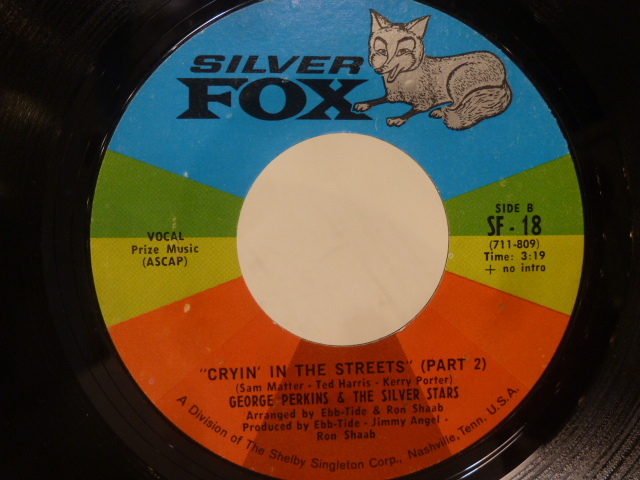 SILVER
FOX
VOCAL
Prize Music
(ASCAP)
SIDE B
SF - 18
(711-809)
Time: 3:19
+ no intro
"CRYIN' IN THE STREETS" (PART 2)
(Sam Matter - Ted Harris - Kerry Porter)
GEORGE PERKINS & THE SILVER STARS
Arranged by Ebb-Tide & Ron Shaab
Produced by Ebb-Tide - Jimmy Angel -
Ron Shaab
A Division of The Shelby Singleton Corp., Nashville, Tenn. U.S.A.